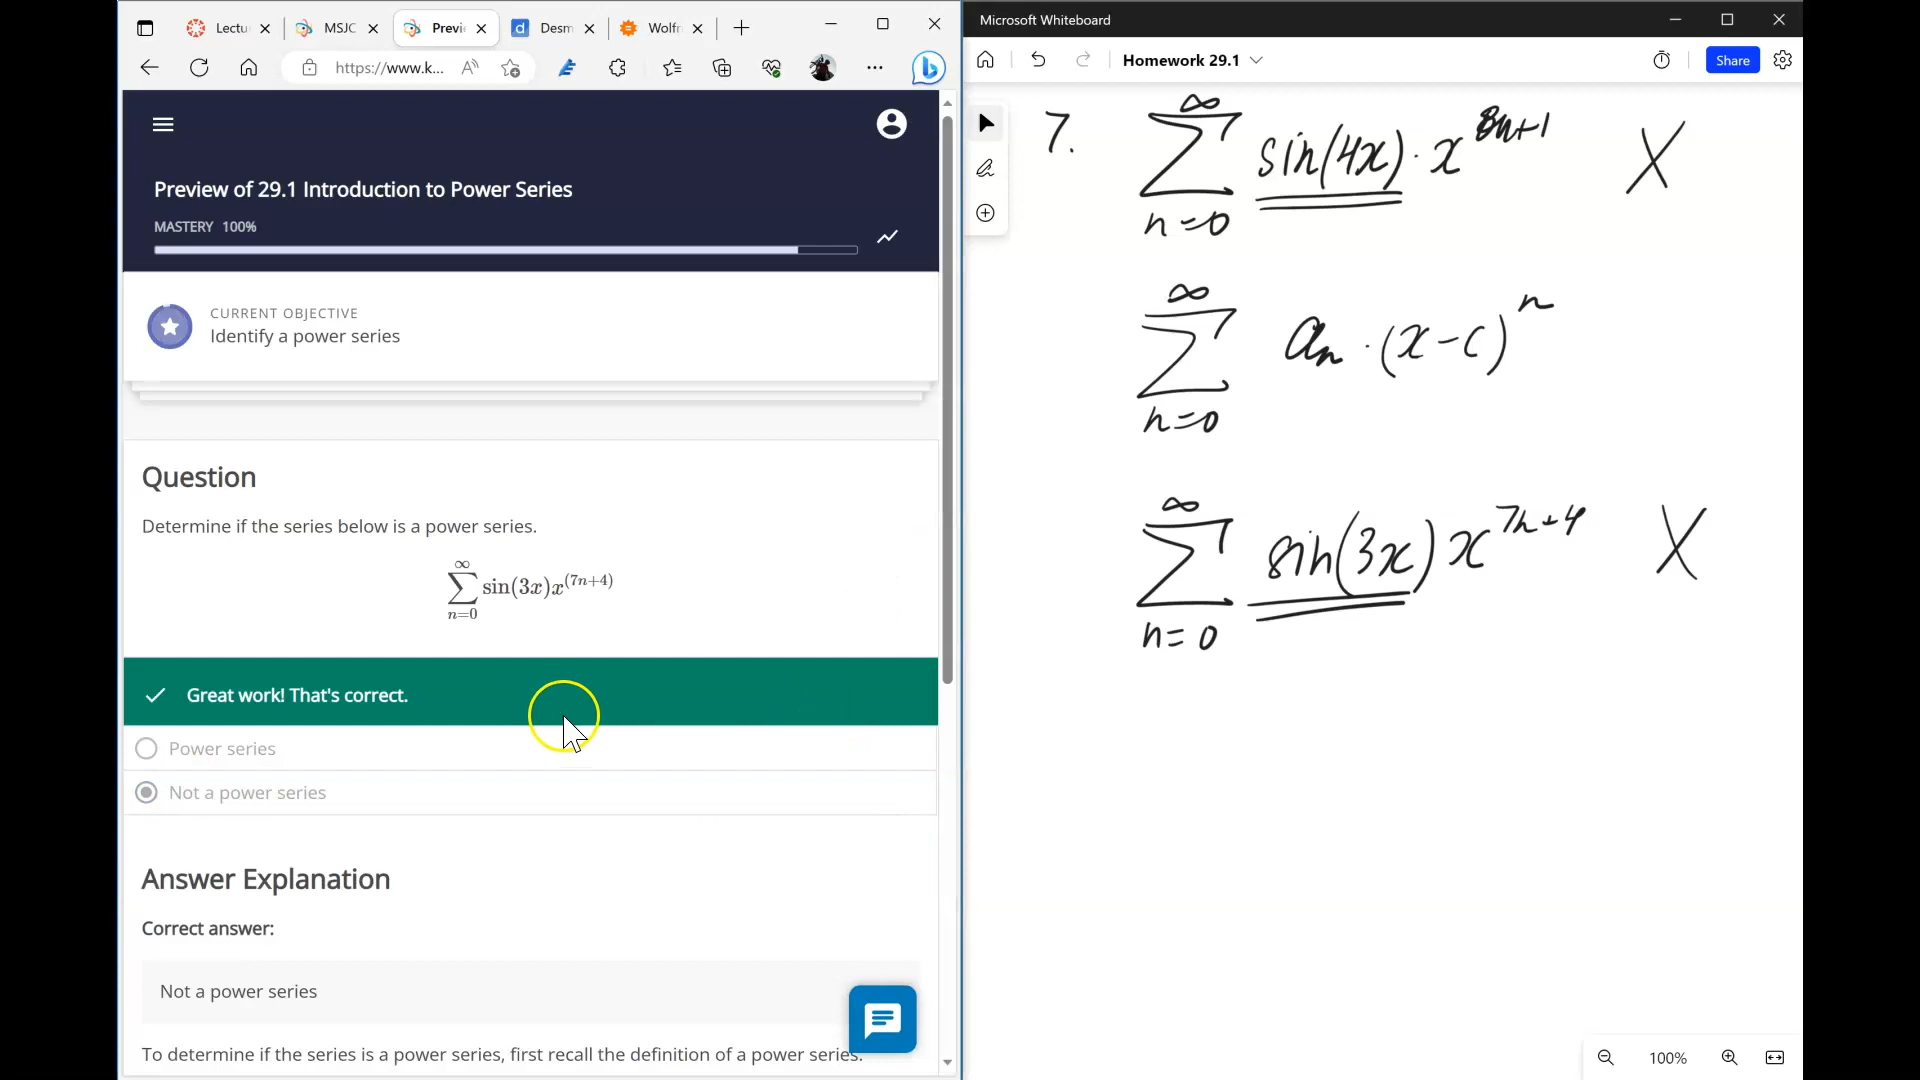 Lectu
MSJC
Previe
Desm
Wolfr
https://www.k...
Preview of 29.1 Introduction to Power Series
MASTERY 100%
CURRENT OBJECTIVE
Identify a power series
Question
Determine if the series below is a power series.
∞
∑ sin(3x)x^(7n+4)
n=0
Great work! That's correct.
Power series
Not a power series
Answer Explanation
Correct answer:
Not a power series
To determine if the series is a power series, first recall the definition of a power series.
Microsoft Whiteboard
Homework 29.1
Share
7. ∞
∑ sin(4x) · x^8n+1 X
n=0
∞
∑ an · (x-c)^n
n=0
∞
∑ sin(3x) x^7n+4 X
n=0
100%